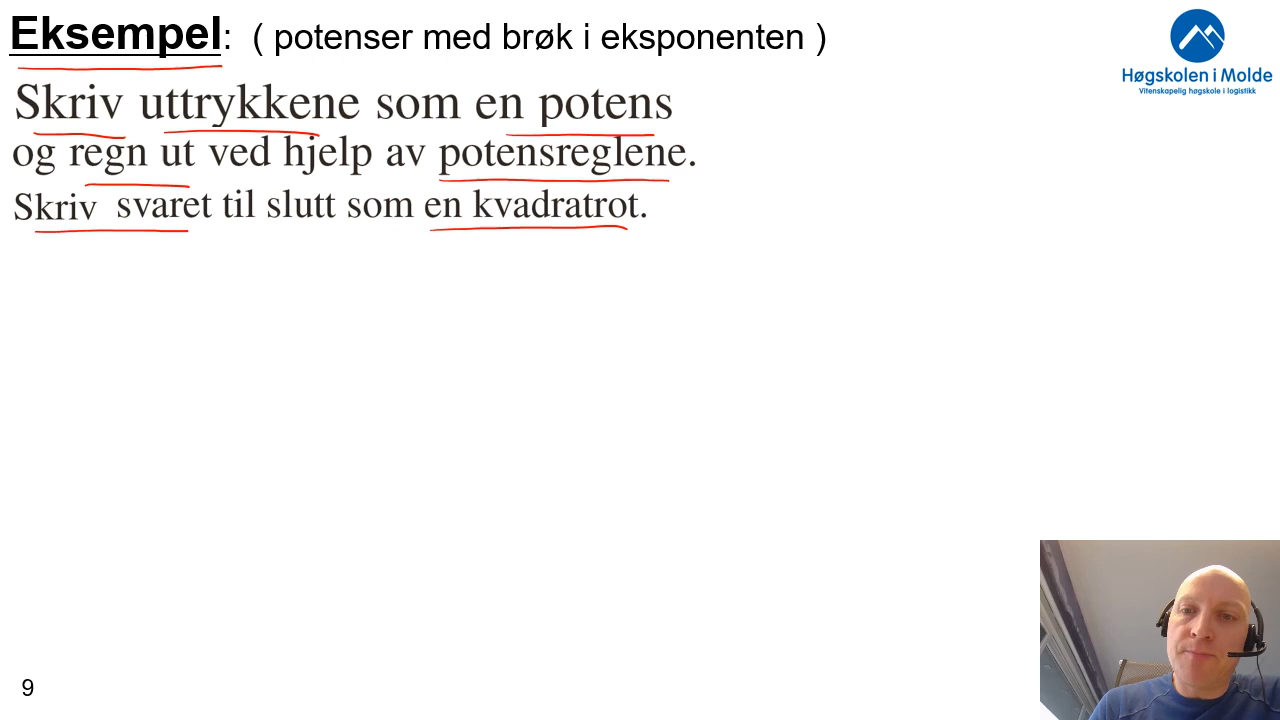 Eksempel: ( potenser med brøk i eksponenten )
Høgskolen i Molde
Vitenskapelig høgskole i logistikk
Skriv uttrykkene som en potens
og regn ut ved hjelp av potensreglene.
Skriv svaret til slutt som en kvadratrot.
9